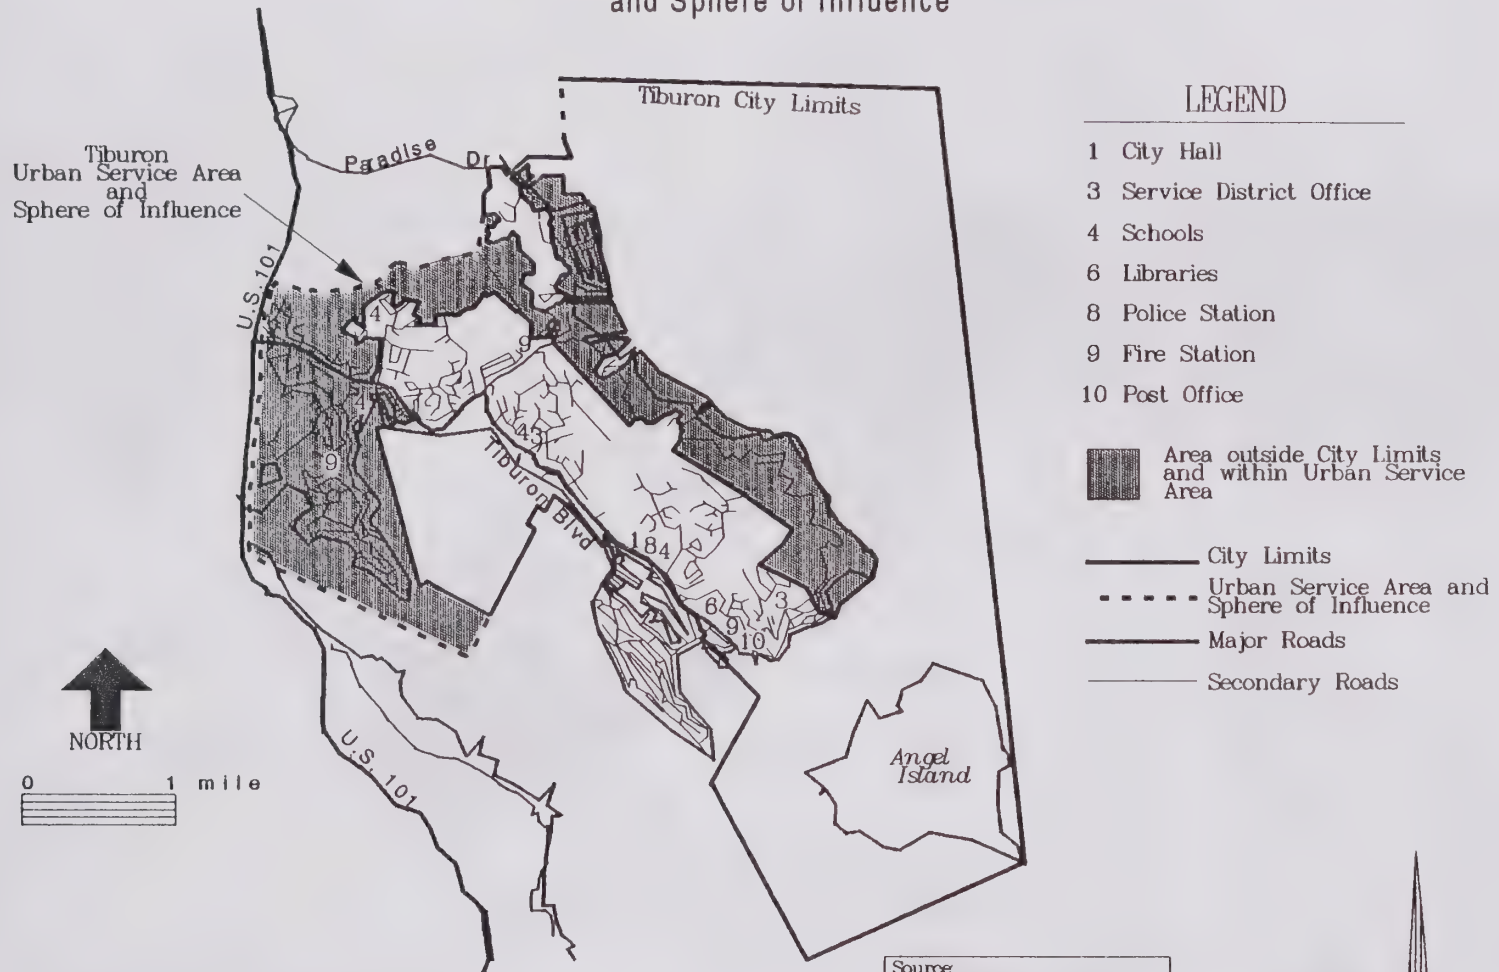 and Sphere of Influence
Tiburon City Limits
Tiburon
Urban Service Area
and
Sphere of Influence
Paradise Dr
U.S. 101
4
9
4
9
43
Tiburon Blvd
184
6
3
9
10
Angel
Island
U.S. 101
NORTH
0 1 mile
LEGEND
1 City Hall
3 Service District Office
4 Schools
6 Libraries
8 Police Station
9 Fire Station
10 Post Office
Area outside City Limits
and within Urban Service
Area
City Limits
Urban Service Area and
Sphere of Influence
Major Roads
Secondary Roads
Source